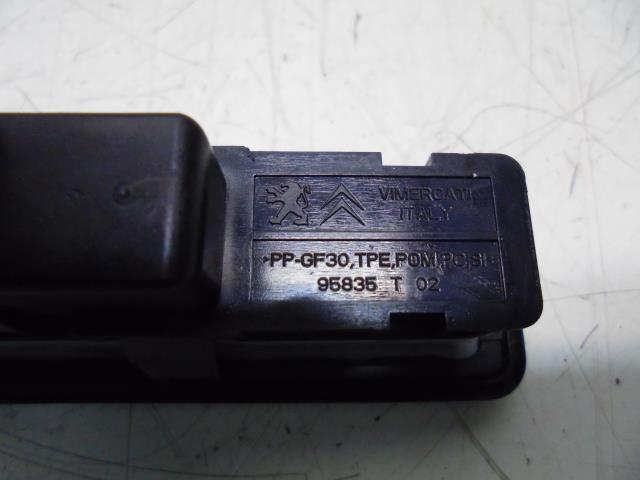 VIMERCATI
ITALY
>PP-GF30,TPE,POM,PC,SI<
95835 T 02